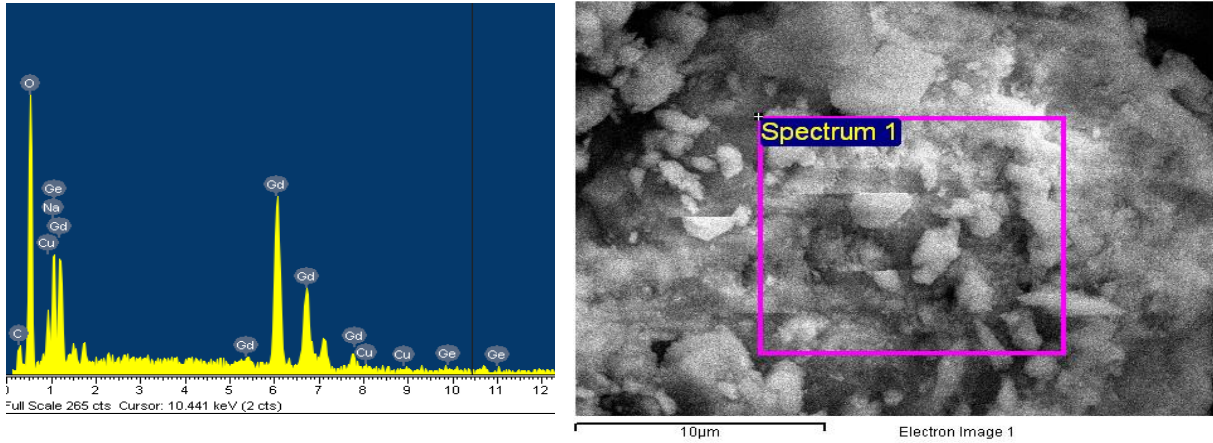 O
Ge
Na
Gd
Cu
C
Gd
Gd
Gd
Gd
Cu
Cu
Ge
Ge
0 1 2 3 4 5 6 7 8 9 10 11 12
Full Scale 265 cts Cursor: 10.441 keV (2 cts)
Spectrum 1
10µm
Electron Image 1